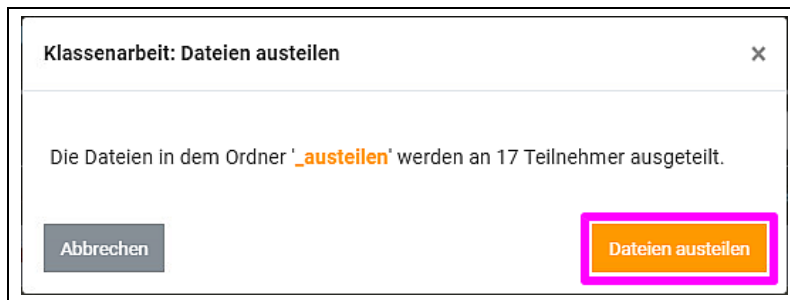 Klassenarbeit: Dateien austeilen ×
Die Dateien in dem Ordner '_austeilen' werden an 17 Teilnehmer ausgeteilt.
Abbrechen Dateien austeilen